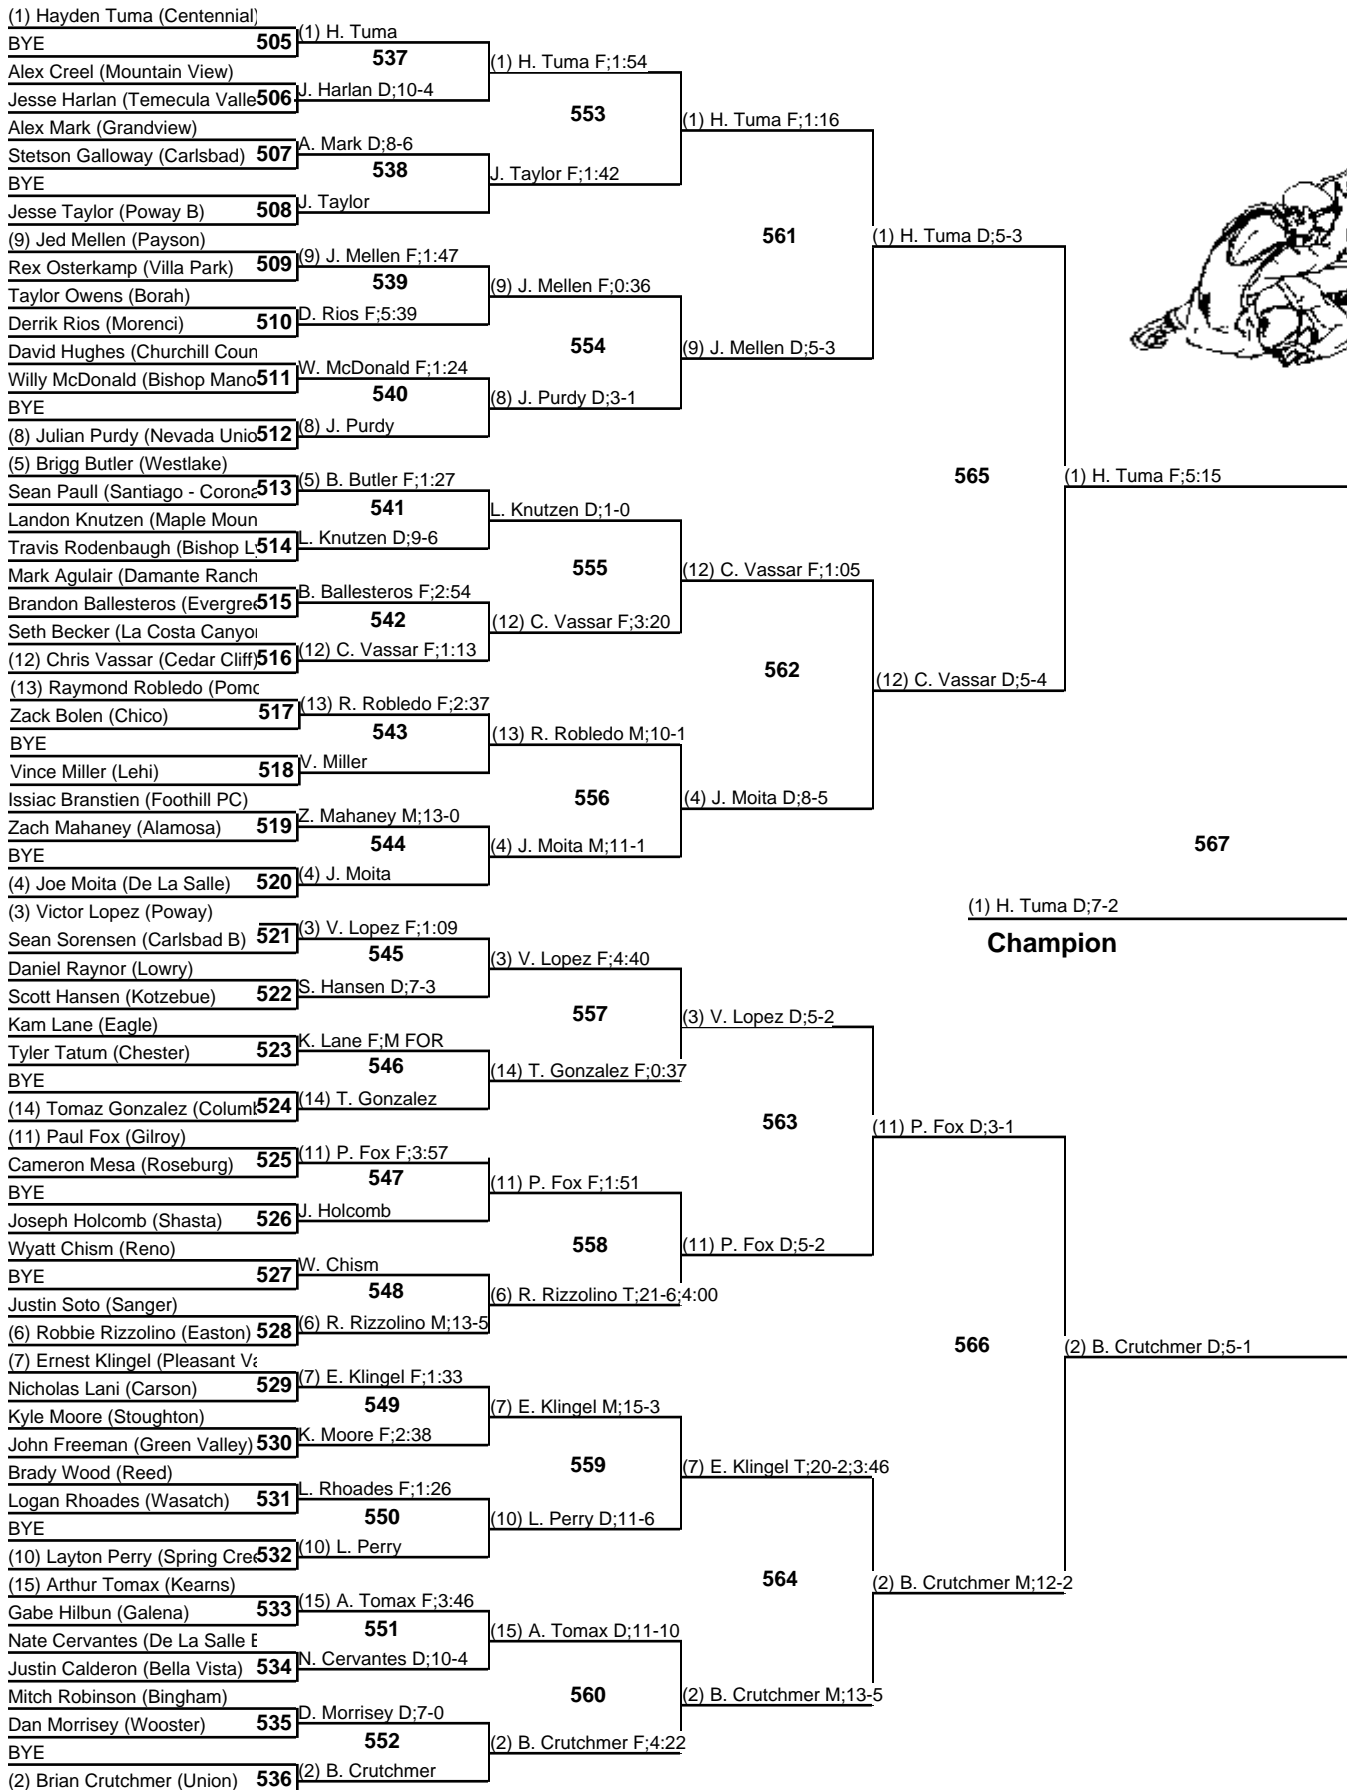 (1) Hayden Tuma (Centennial)
BYE
505
Alex Creel (Mountain View)
Jesse Harlan (Temecula Valle
506
Alex Mark (Grandview)
Stetson Galloway (Carlsbad)
507
BYE
Jesse Taylor (Poway B)
508
(9) Jed Mellen (Payson)
Rex Osterkamp (Villa Park)
509
Taylor Owens (Borah)
Derrik Rios (Morenci)
510
David Hughes (Churchill Coun
Willy McDonald (Bishop Mano
511
BYE
(8) Julian Purdy (Nevada Unio
512
(5) Brigg Butler (Westlake)
Sean Paull (Santiago - Corona
513
Landon Knutzen (Maple Moun
Travis Rodenbaugh (Bishop Ly
514
Mark Agulair (Damante Ranch
Brandon Ballesteros (Evergree
515
Seth Becker (La Costa Canyon
(12) Chris Vassar (Cedar Cliff)
516
(13) Raymond Robledo (Pomo
Zack Bolen (Chico)
517
BYE
Vince Miller (Lehi)
518
Issiac Branstien (Foothill PC)
Zach Mahaney (Alamosa)
519
BYE
(4) Joe Moita (De La Salle)
520
(3) Victor Lopez (Poway)
Sean Sorensen (Carlsbad B)
521
Daniel Raynor (Lowry)
Scott Hansen (Kotzebue)
522
Kam Lane (Eagle)
Tyler Tatum (Chester)
523
BYE
(14) Tomaz Gonzalez (Columb
524
(11) Paul Fox (Gilroy)
Cameron Mesa (Roseburg)
525
BYE
Joseph Holcomb (Shasta)
526
Wyatt Chism (Reno)
BYE
527
Justin Soto (Sanger)
(6) Robbie Rizzolino (Easton)
528
(7) Ernest Klingel (Pleasant Va
Nicholas Lani (Carson)
529
Kyle Moore (Stoughton)
John Freeman (Green Valley)
530
Brady Wood (Reed)
Logan Rhoades (Wasatch)
531
BYE
(10) Layton Perry (Spring Cree
532
(15) Arthur Tomax (Kearns)
Gabe Hilbun (Galena)
533
Nate Cervantes (De La Salle B
Justin Calderon (Bella Vista)
534
Mitch Robinson (Bingham)
Dan Morrisey (Wooster)
535
BYE
(2) Brian Crutchmer (Union)
536
(1) H. Tuma
537
J. Harlan D;10-4
A. Mark D;8-6
538
J. Taylor
(9) J. Mellen F;1:47
539
D. Rios F;5:39
W. McDonald F;1:24
540
(8) J. Purdy
(5) B. Butler F;1:27
541
L. Knutzen D;9-6
B. Ballesteros F;2:54
542
(12) C. Vassar F;1:13
(13) R. Robledo F;2:37
543
V. Miller
Z. Mahaney M;13-0
544
(4) J. Moita
(3) V. Lopez F;1:09
545
S. Hansen D;7-3
K. Lane F;M FOR
546
(14) T. Gonzalez
(11) P. Fox F;3:57
547
J. Holcomb
W. Chism
548
(6) R. Rizzolino M;13-5
(7) E. Klingel F;1:33
549
K. Moore F;2:38
L. Rhoades F;1:26
550
(10) L. Perry
(15) A. Tomax F;3:46
551
N. Cervantes D;10-4
D. Morrisey D;7-0
552
(2) B. Crutchmer
(1) H. Tuma F;1:54
553
J. Taylor F;1:42
(9) J. Mellen F;0:36
554
(8) J. Purdy D;3-1
L. Knutzen D;1-0
555
(12) C. Vassar F;3:20
(13) R. Robledo M;10-1
556
(4) J. Moita M;11-1
(3) V. Lopez F;4:40
557
(14) T. Gonzalez F;0:37
(11) P. Fox F;1:51
558
(6) R. Rizzolino T;21-6;4:00
(7) E. Klingel M;15-3
559
(10) L. Perry D;11-6
(15) A. Tomax D;11-10
560
(2) B. Crutchmer F;4:22
(1) H. Tuma F;1:16
561
(9) J. Mellen D;5-3
(12) C. Vassar F;1:05
562
(4) J. Moita D;8-5
(3) V. Lopez D;5-2
563
(11) P. Fox D;5-2
(7) E. Klingel T;20-2;3:46
564
(2) B. Crutchmer M;13-5
(1) H. Tuma D;5-3
565
(12) C. Vassar D;5-4
(11) P. Fox D;3-1
566
(2) B. Crutchmer M;12-2
(1) H. Tuma F;5:15
567
(2) B. Crutchmer D;5-1
(1) H. Tuma D;7-2
Champion